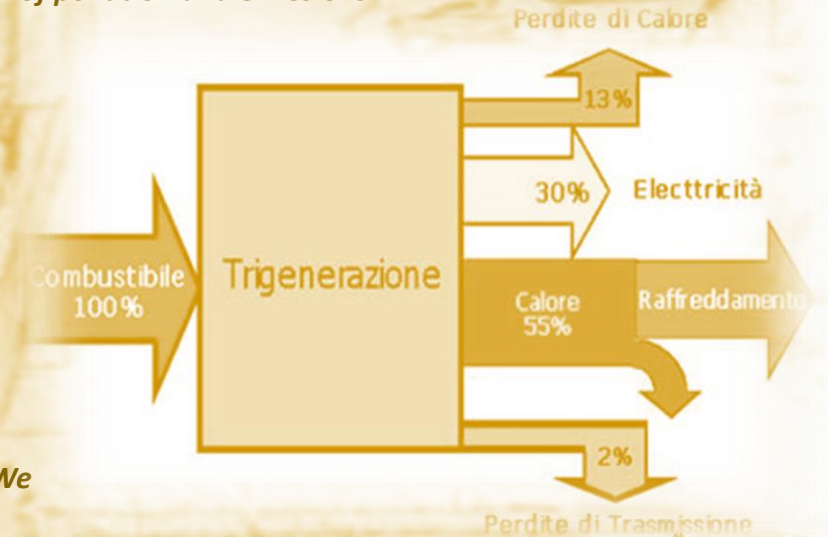 Perdite di Calore
13%
30%
Electtricità
Combustibile
100%
Trigenerazione
Calore
55%
Raffreddamento
2%
We
Perdite di Trasmissione